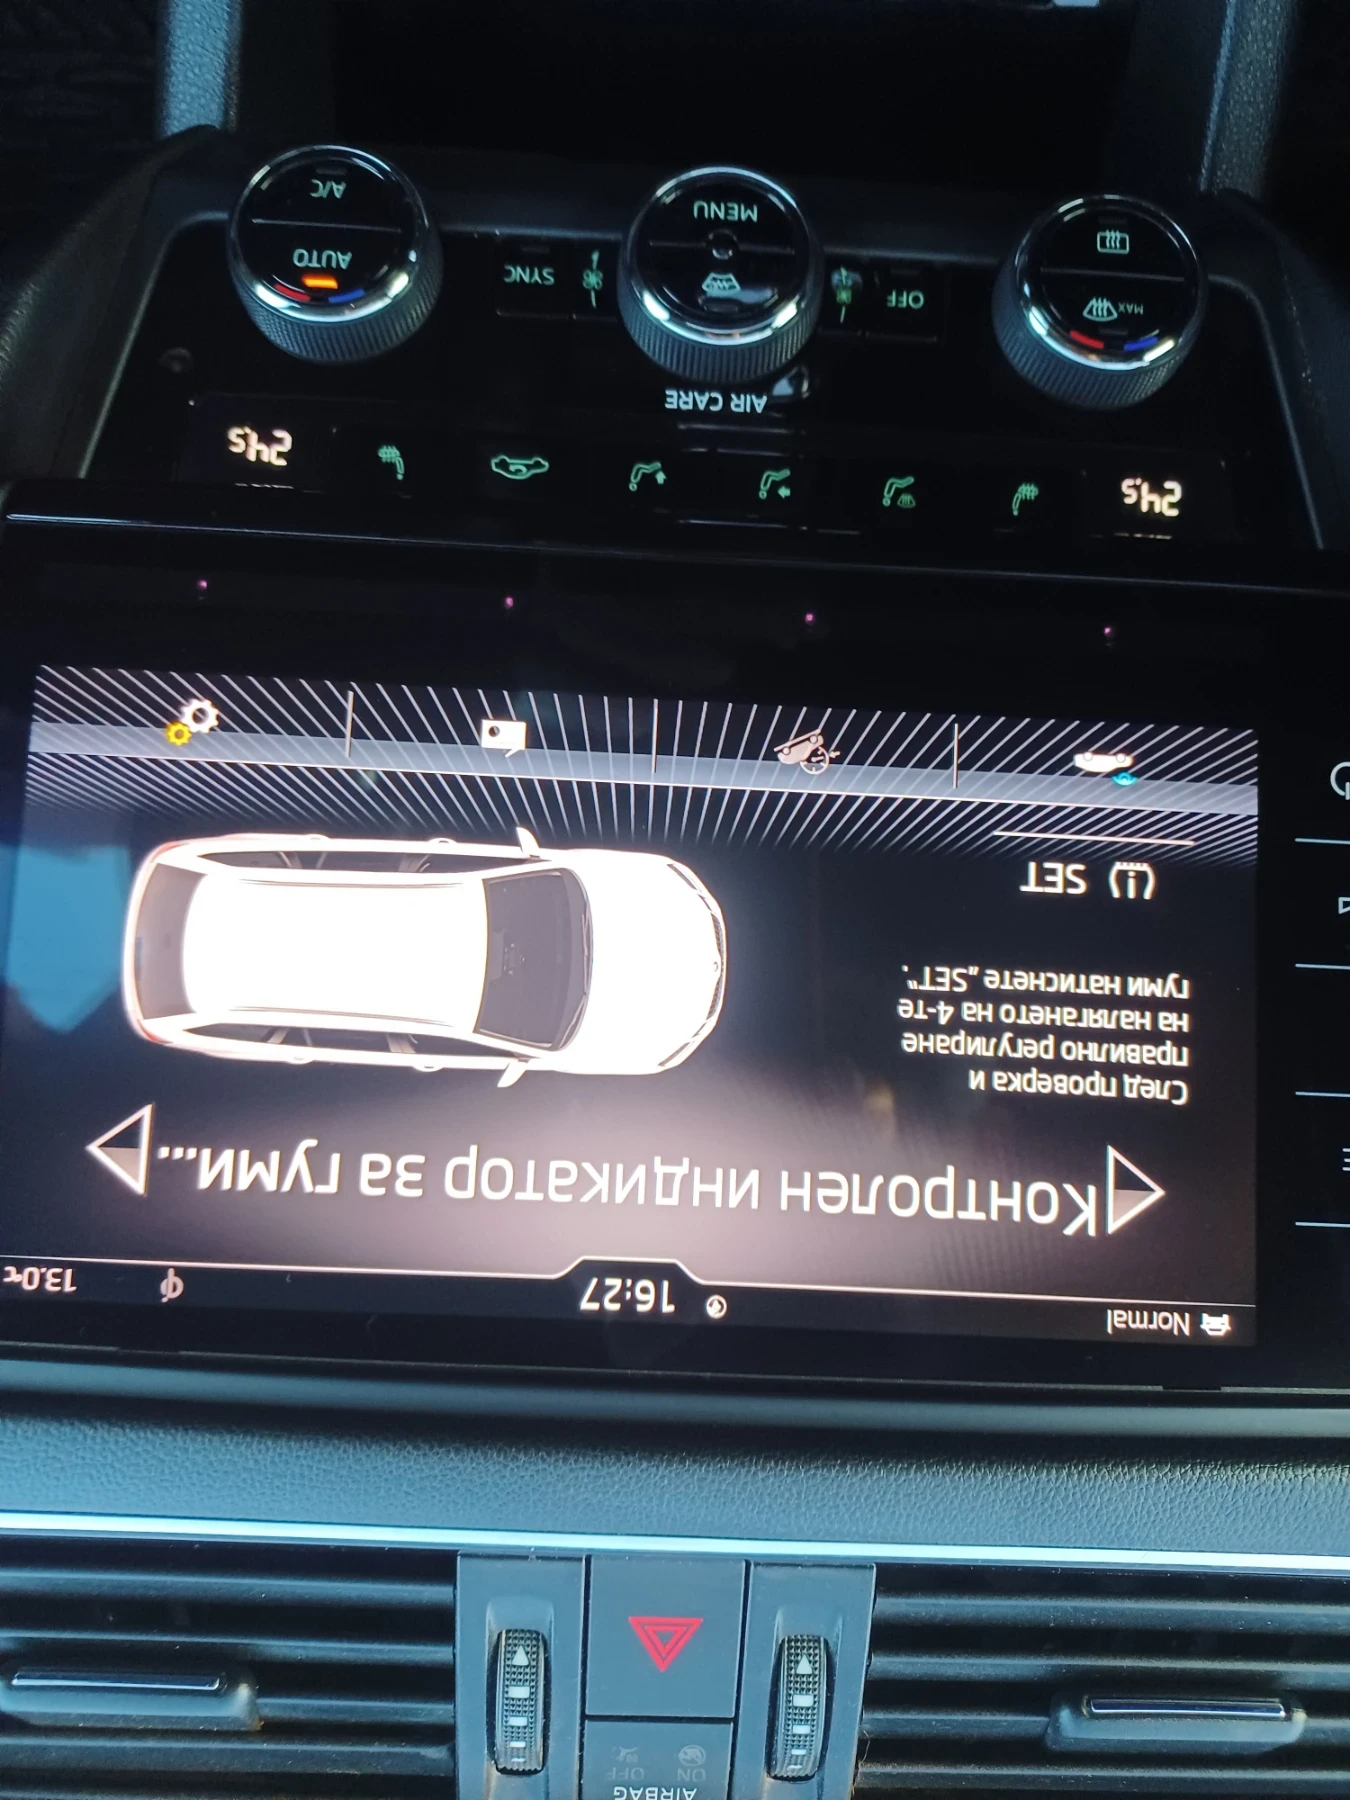 AIRBAG
OFF ON
Normal
16:27
13.0°C
Контролен индикатор за гуми...
След проверка и
правилно регулиране
на налягането на 4-те
гуми натиснете „SET“.
SET
24.5
24.5
AIR CARE
MAX
OFF
MENU
SYNC
AUTO
A/C